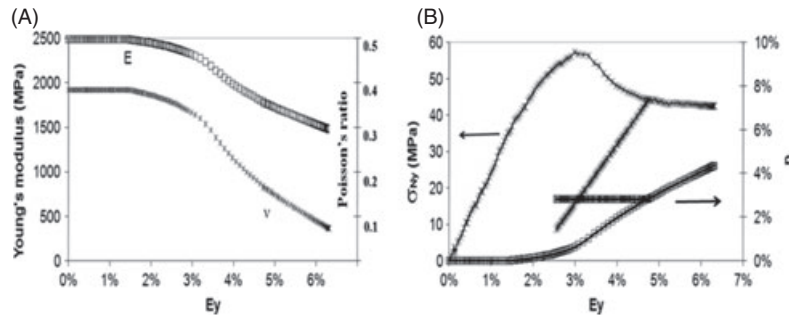 (A)
2500
2000
1500
1000
500
0
Young's modulus (MPa)
E
ν
0.5
0.4
0.3
0.2
0.1
Poisson's ratio
0% 1% 2% 3% 4% 5% 6%
Ey
(B)
60
50
40
30
20
10
0
σNy (MPa)
10%
8%
6%
4%
2%
0%
0% 1% 2% 3% 4% 5% 6% 7%
Ey